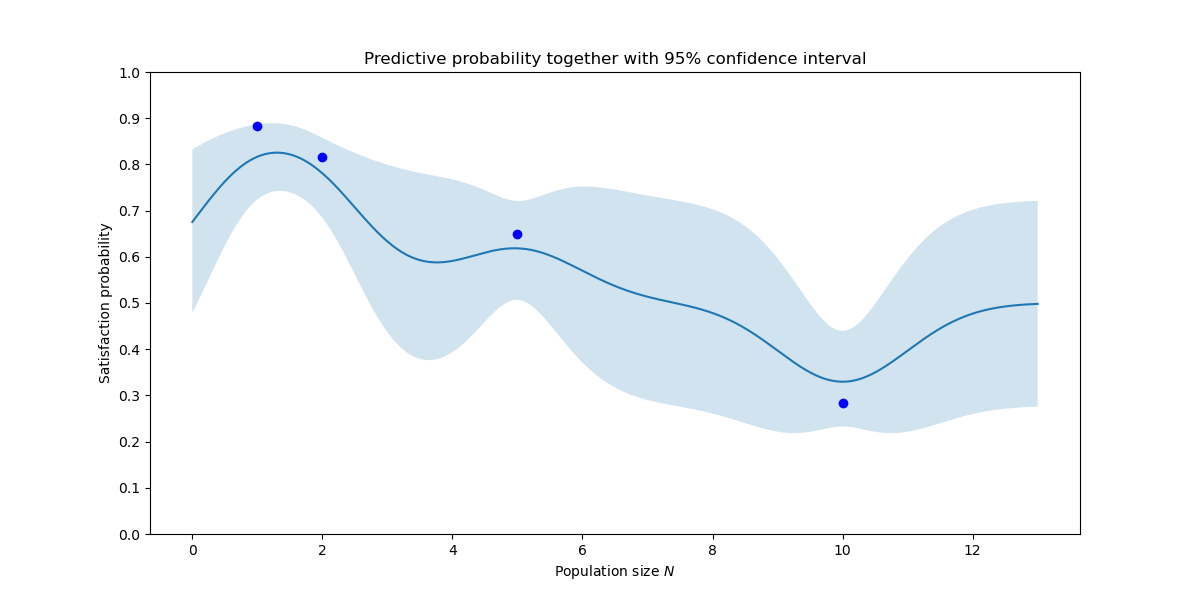 Predictive probability together with 95% confidence interval
1.0
0.9
0.8
0.7
0.6
0.5
0.4
0.3
0.2
0.1
0.0
Satisfaction probability
0 2 4 6 8 10 12
Population size N